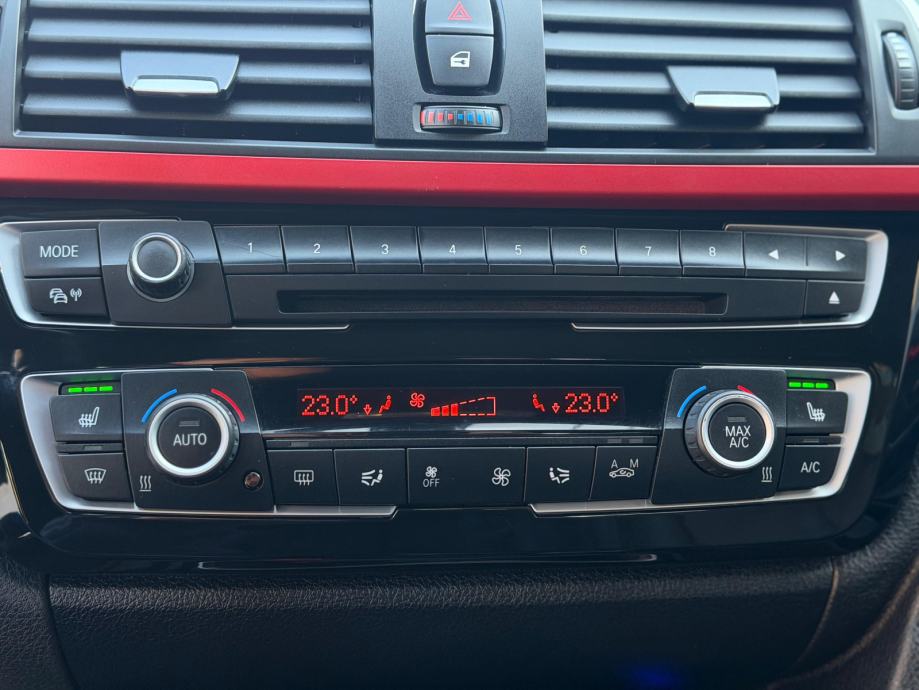 MODE 1 2 3 4 5 6 7 8
23.0° 23.0°
AUTO MAX
A/C
A/C
OFF A M